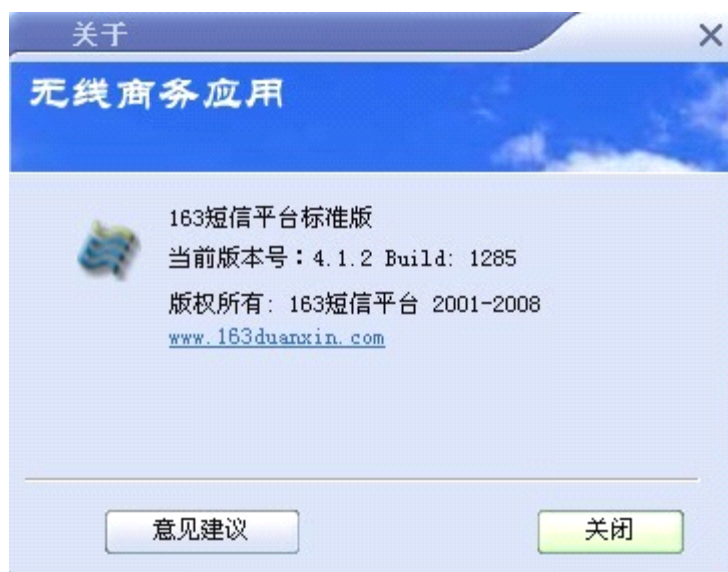 关于
无线商务应用
163短信平台标准版
当前版本号：4.1.2 Build: 1285
版权所有: 163短信平台 2001-2008
www.163duanxin.com
意见建议
关闭